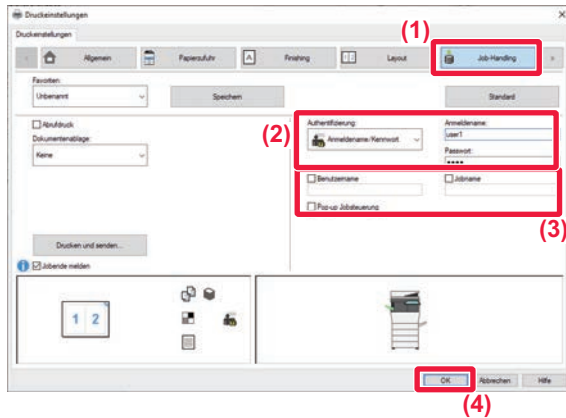 Druckeinstellungen
Druckeinstellungen
(1)
Allgemein Papierzufuhr A Finishing Layout Job-Handling
Favoriten:
Unbenannt Speichern Standard
Abrufdruck
Dokumentenablage:
Keine
(2)
Authentifizierung: Anmeldename:
Anmeldename/Kennwort user1
Passwort:
••••
Benutzername Jobname
Pop-up Jobsteuerung
(3)
Drucken und senden...
Jobende melden
1 2
OK Abbrechen Hilfe
(4)